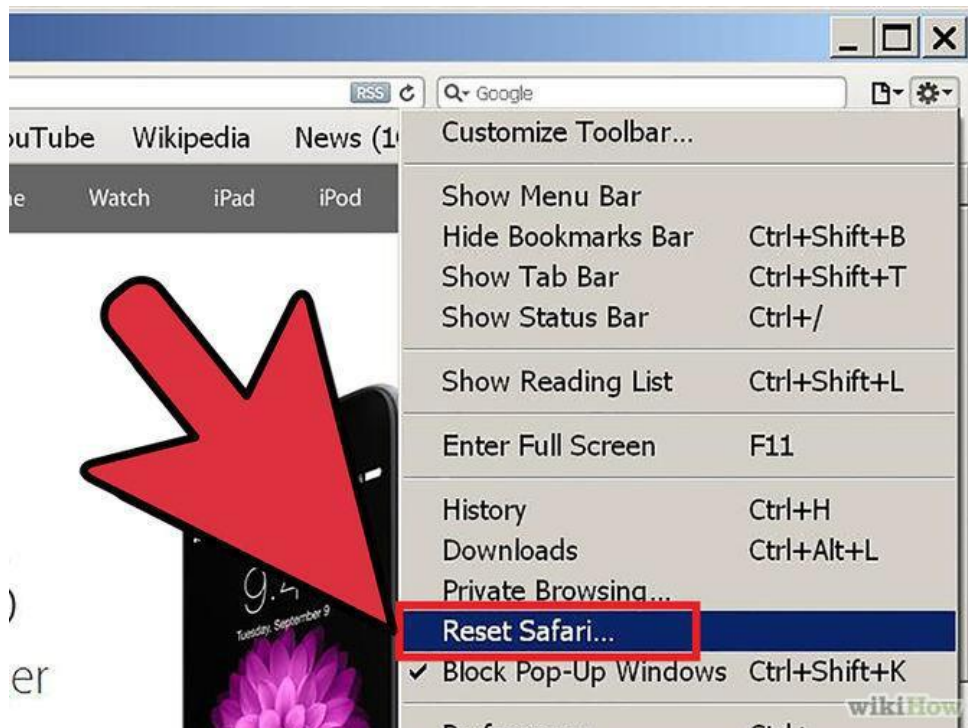 RSS
Google
uTube Wikipedia News (1
Watch iPad iPod
Customize Toolbar...
Show Menu Bar
Hide Bookmarks Bar Ctrl+Shift+B
Show Tab Bar Ctrl+Shift+T
Show Status Bar Ctrl+/
Show Reading List Ctrl+Shift+L
Enter Full Screen F11
History Ctrl+H
Downloads Ctrl+Alt+L
Private Browsing...
Reset Safari...
Block Pop-Up Windows Ctrl+Shift+K
9:4
Tuesday, September 9
er
wikiHow